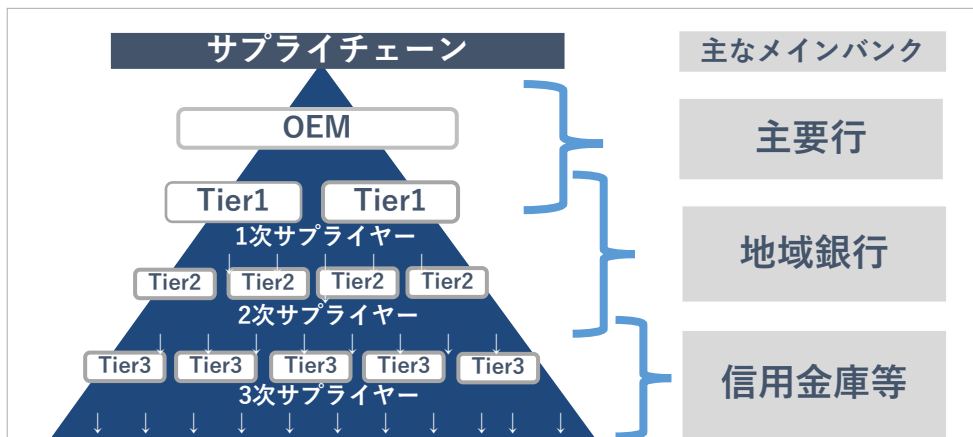 サプライチェーン
主なメインバンク
OEM
主要行
Tier1 Tier1
1次サプライヤー
地域銀行
↓ ↓ ↓ ↓ ↓
Tier2 Tier2 Tier2 Tier2
2次サプライヤー
↓ ↓ ↓ ↓ ↓ ↓ ↓ ↓
Tier3 Tier3 Tier3 Tier3 Tier3
3次サプライヤー
信用金庫等
↓ ↓ ↓ ↓ ↓ ↓ ↓ ↓ ↓ ↓ ↓